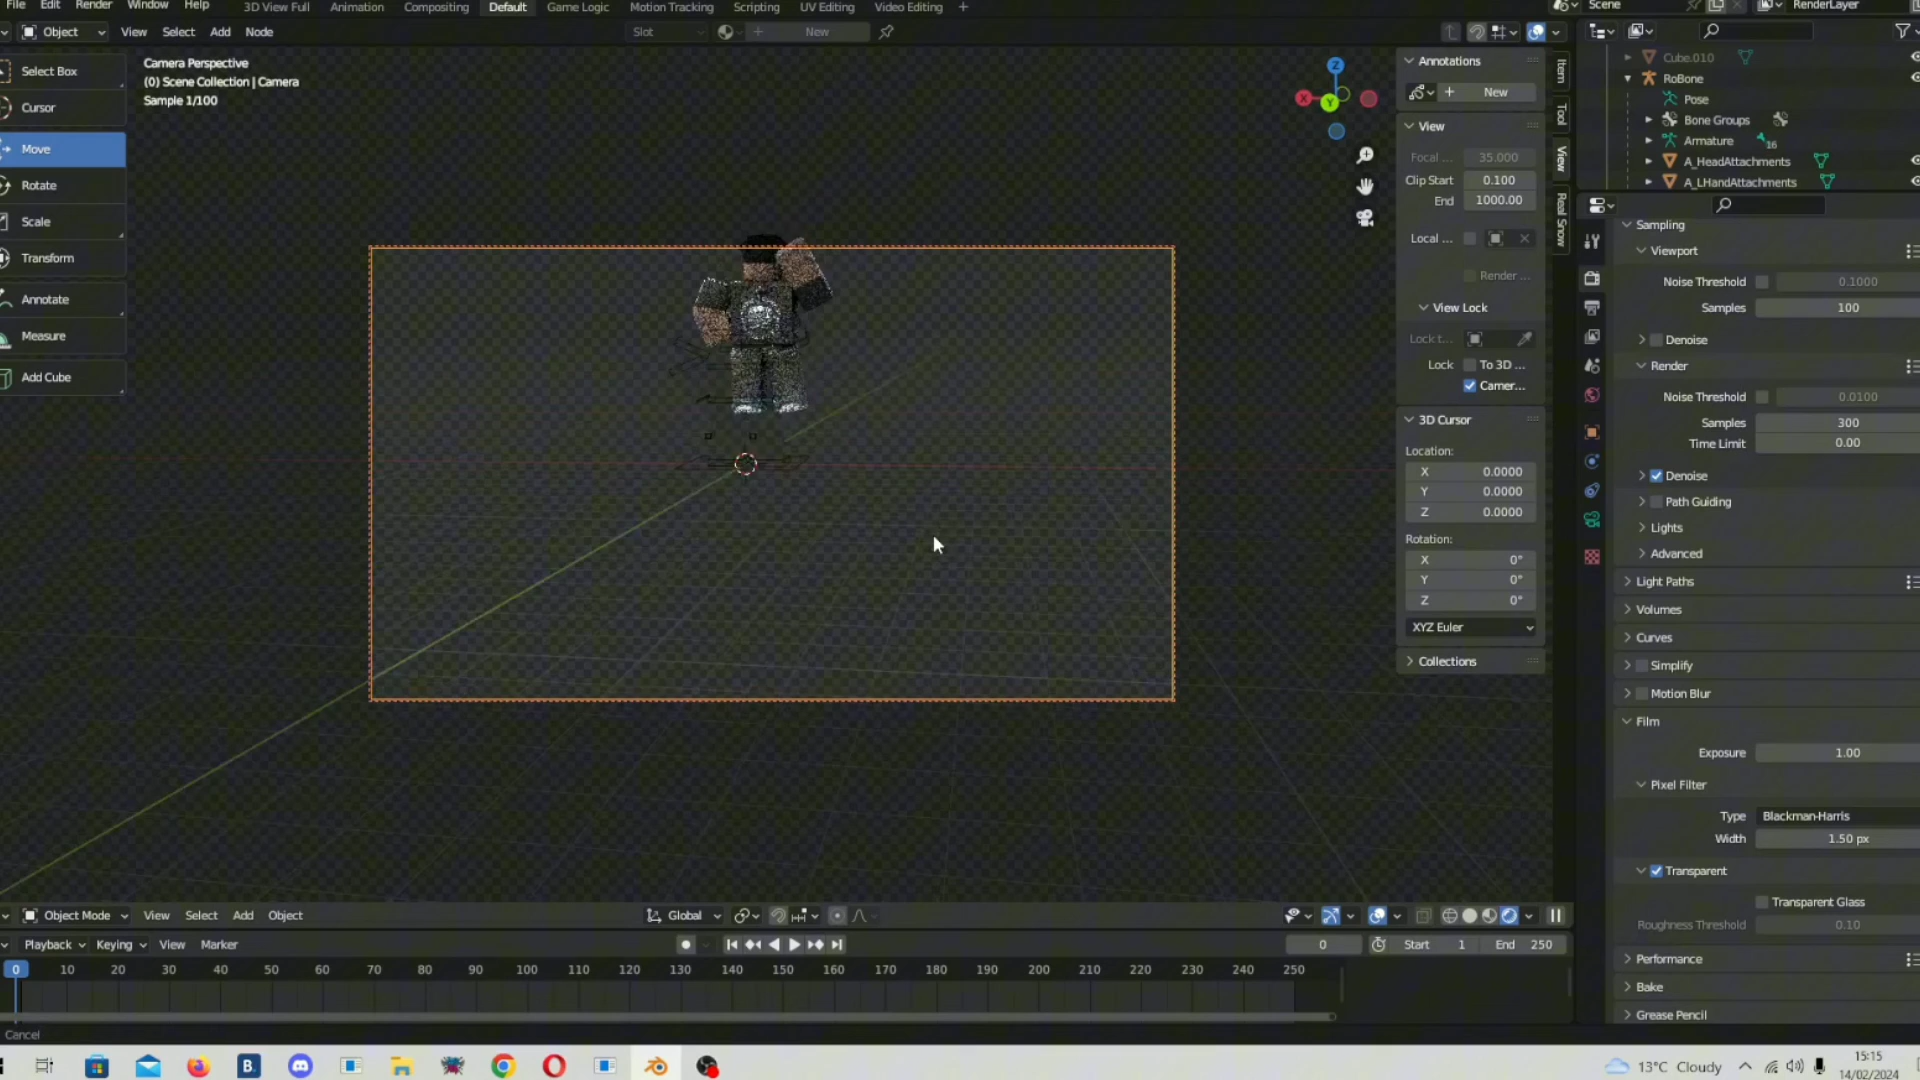 File Edit Render Window Help 3D View Full Animation Compositing Default Game Logic Motion Tracking Scripting UV Editing Video Editing + Scene RenderLayer
Object View Select Add Node Slot New
Select Box
Cursor
Move
Rotate
Scale
Transform
Annotate
Measure
Add Cube
Camera Perspective
(0) Scene Collection | Camera
Sample 1/100
Z
X
Y
Annotations
New
View
Focal ... 35.000
Clip Start 0.100
End 1000.00
Local ...
Render ...
View Lock
Lock t...
Lock To 3D ...
Camer...
3D Cursor
Location:
X 0.0000
Y 0.0000
Z 0.0000
Rotation:
X 0°
Y 0°
Z 0°
XYZ Euler
Collections
Item
Tool
View
Real Snow
Cube.010
RoBone
Pose
Bone Groups
Armature 16
A_HeadAttachments
A_LHandAttachments
Sampling
Viewport
Noise Threshold 0.1000
Samples 100
Denoise
Render
Noise Threshold 0.0100
Samples 300
Time Limit 0.00
Denoise
Path Guiding
Lights
Advanced
Light Paths
Volumes
Curves
Simplify
Motion Blur
Film
Exposure 1.00
Pixel Filter
Type Blackman-Harris
Width 1.50 px
Transparent
Transparent Glass
Roughness Threshold 0.10
Performance
Bake
Grease Pencil
Object Mode View Select Add Object Global
Playback Keying View Marker 0 Start 1 End 250
0 10 20 30 40 50 60 70 80 90 100 110 120 130 140 150 160 170 180 190 200 210 220 230 240 250
Cancel
B.
13°C Cloudy
15:15
14/02/2024